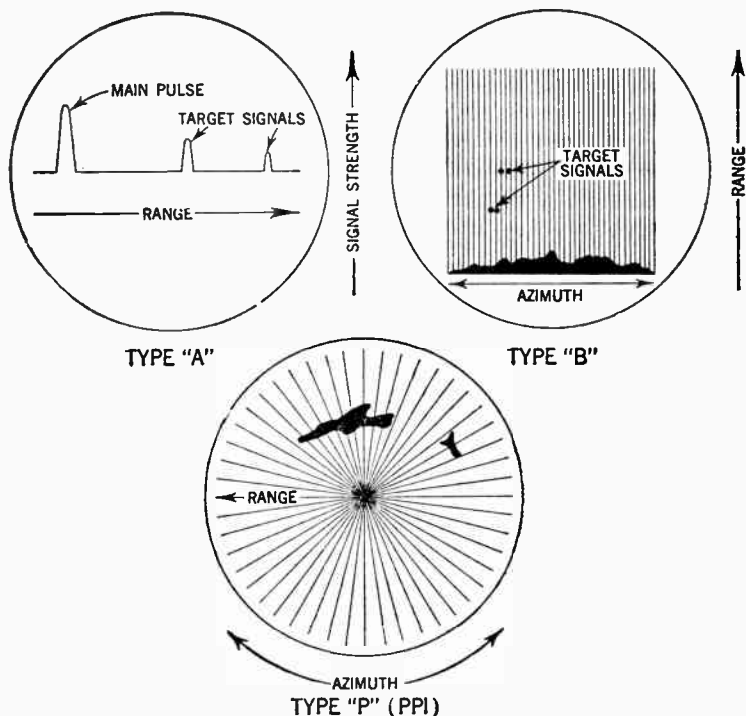 MAIN PULSE
TARGET SIGNALS
RANGE
SIGNAL STRENGTH
TYPE "A"
TARGET
SIGNALS
AZIMUTH
RANGE
TYPE "B"
RANGE
AZIMUTH
TYPE "P" (PPI)